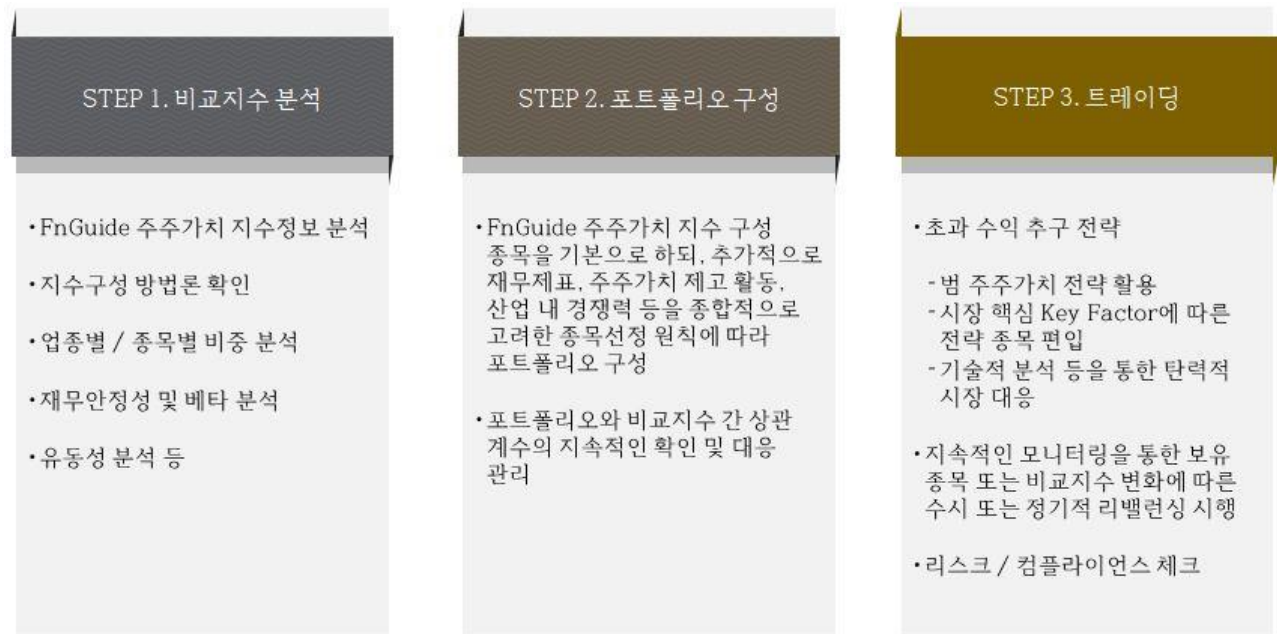 STEP 1. 비교지수 분석
·FnGuide 주주가치 지수정보 분석
·지수구성 방법론 확인
·업종별 / 종목별 비중 분석
·재무안정성 및 베타 분석
·유동성 분석 등
STEP 2. 포트폴리오 구성
·FnGuide 주주가치 지수 구성
종목을 기본으로 하되, 추가적으로
재무제표, 주주가치 제고 활동,
산업 내 경쟁력 등을 종합적으로
고려한 종목선정 원칙에 따라
포트폴리오 구성
·포트폴리오와 비교지수 간 상관
계수의 지속적인 확인 및 대응
관리
STEP 3. 트레이딩
·초과 수익 추구 전략
-범 주주가치 전략 활용
-시장 핵심 Key Factor에 따른
전략 종목 편입
-기술적 분석 등을 통한 탄력적
시장 대응
·지속적인 모니터링을 통한 보유
종목 또는 비교지수 변화에 따른
수시 또는 정기적 리밸런싱 시행
·리스크 / 컴플라이언스 체크